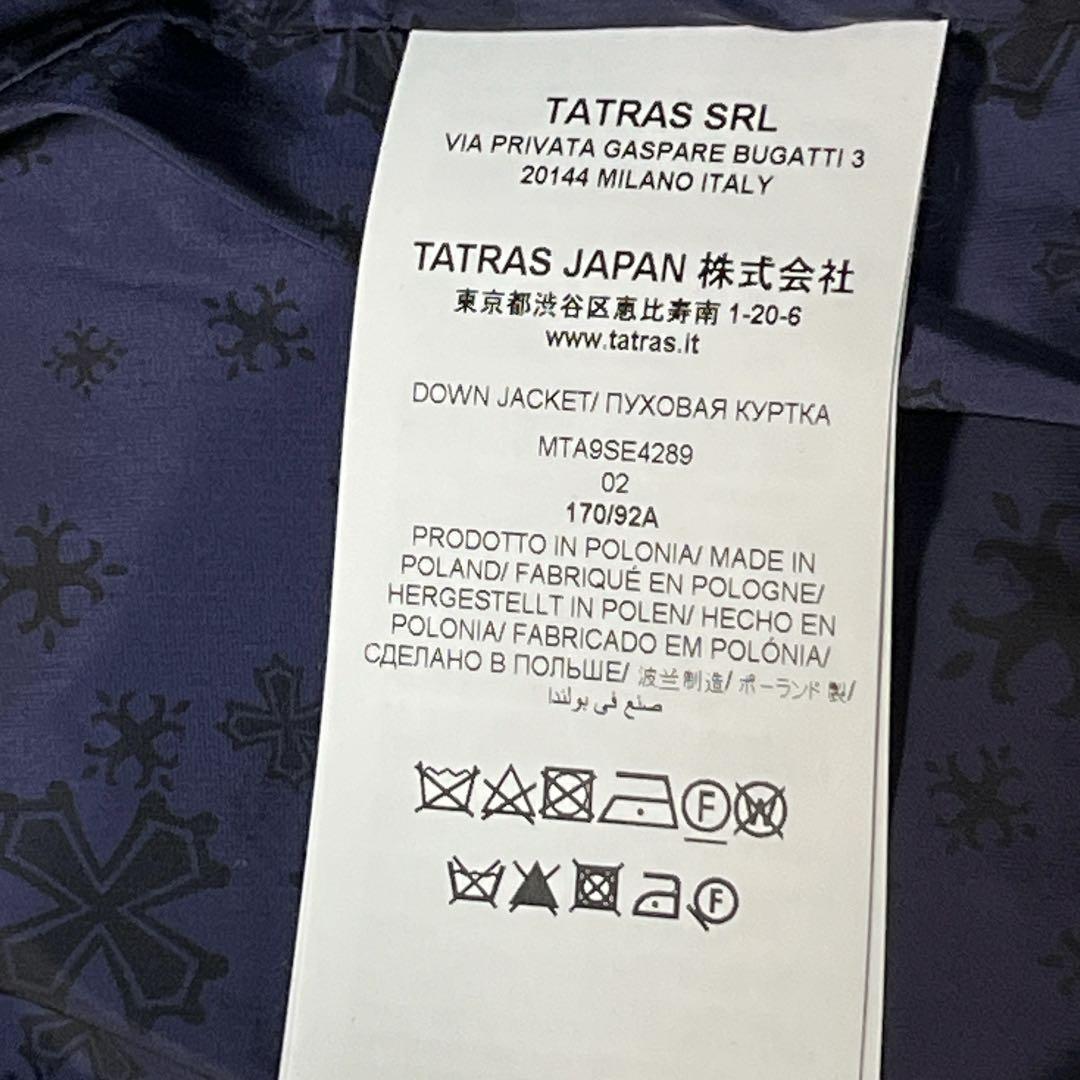 TATRAS SRL
VIA PRIVATA GASPARE BUGATTI 3
20144 MILANO ITALY
TATRAS JAPAN 株式会社
東京都渋谷区恵比寿南 1-20-6
www.tatras.it
DOWN JACKET/ ПУХОВАЯ КУРТКА
MTA9SE4289
02
170/92A
PRODOTTO IN POLONIA/ MADE IN
POLAND/ FABRIQUÉ EN POLOGNE/
HERGESTELLT IN POLEN/ HECHO EN
POLONIA/ FABRICADO EM POLÓNIA/
СДЕЛАНО В ПОЛЬШЕ/ 波兰制造/ ポーランド 製/
صنع في بولندا
F W
F